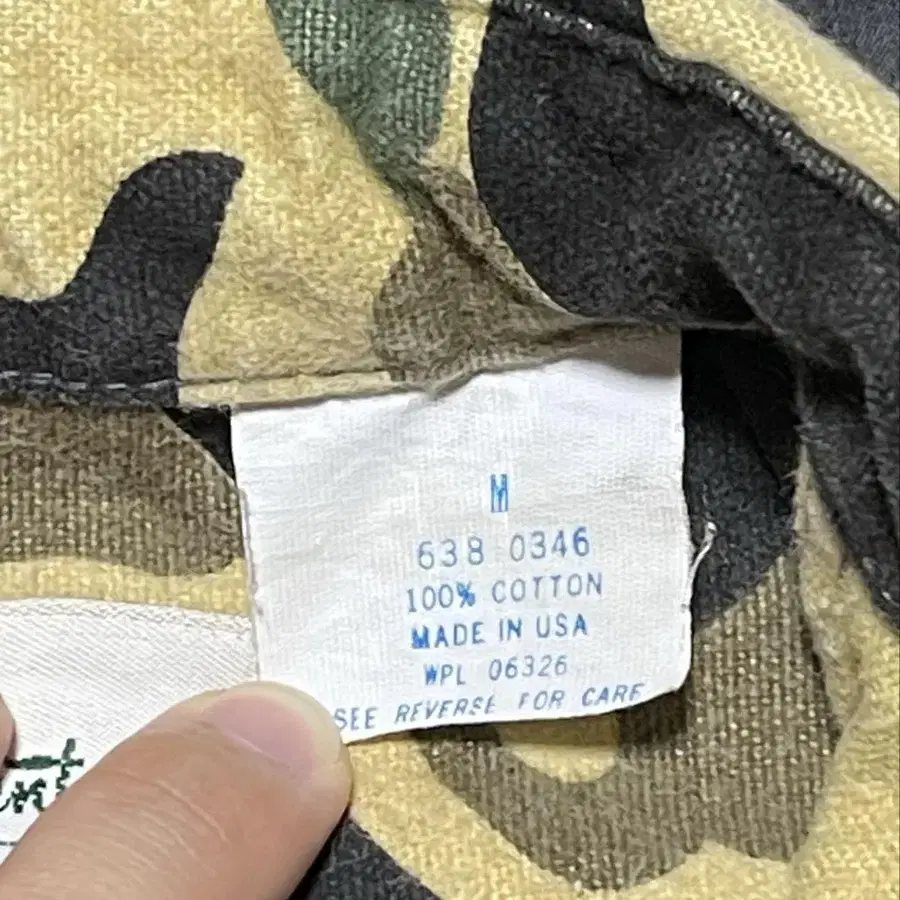 M
638 0346
100% COTTON
MADE IN USA
WPL 06326
SEE REVERSE FOR CARE